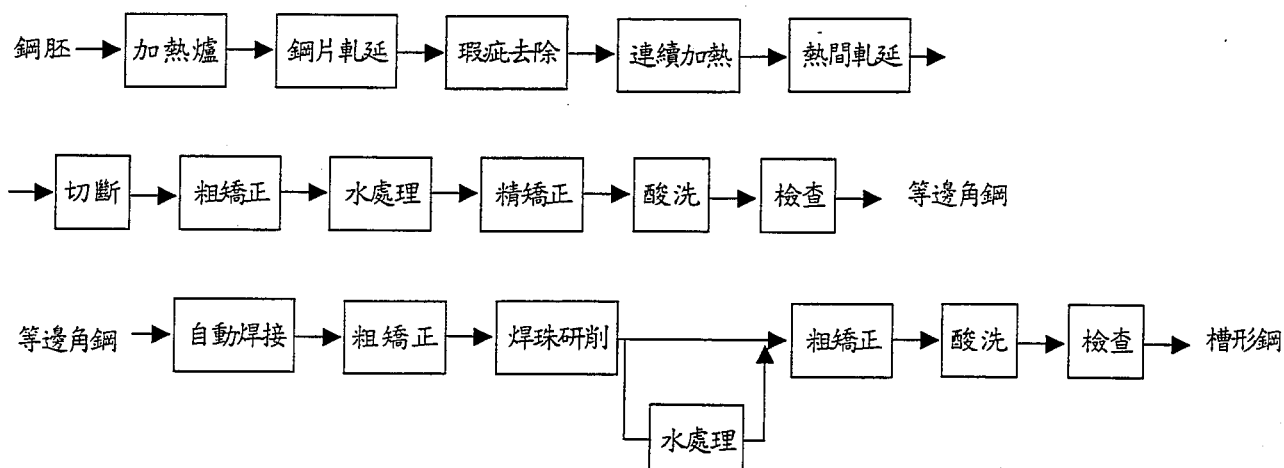 鋼胚 加熱爐 鋼片軋延 瑕疵去除 連續加熱 熱間軋延
切斷 粗矯正 水處理 精矯正 酸洗 檢查 等邊角鋼
等邊角鋼 自動焊接 粗矯正 焊珠研削 粗矯正 酸洗 檢查 槽形鋼
水處理